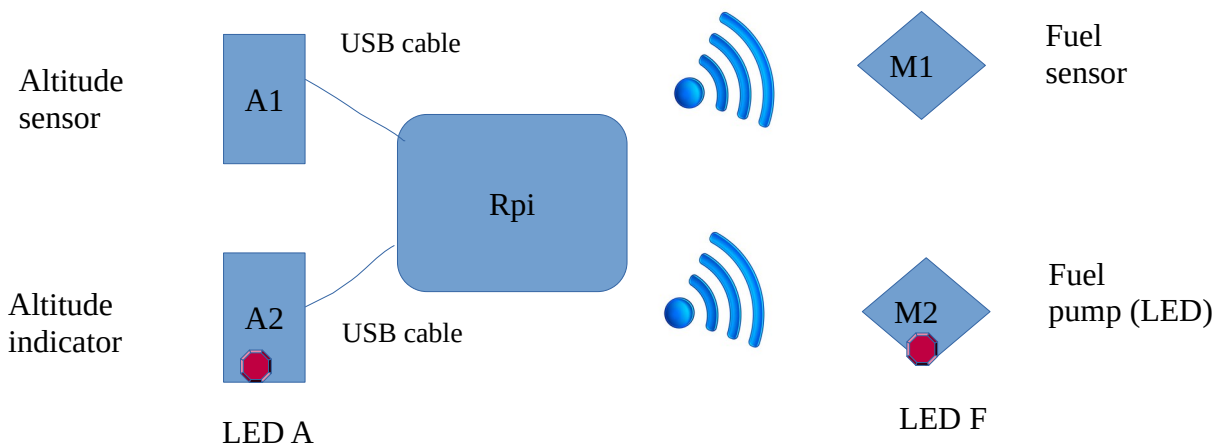 USB cable
Altitude
sensor
A1
M1
Fuel
sensor
Rpi
Altitude
indicator
A2
USB cable
M2
Fuel
pump (LED)
LED A
LED F